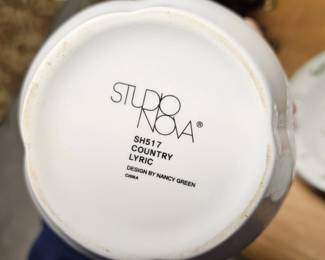 STUDIO
NOVA®
SH517
COUNTRY
LYRIC
DESIGN BY NANCY GREEN
CHINA